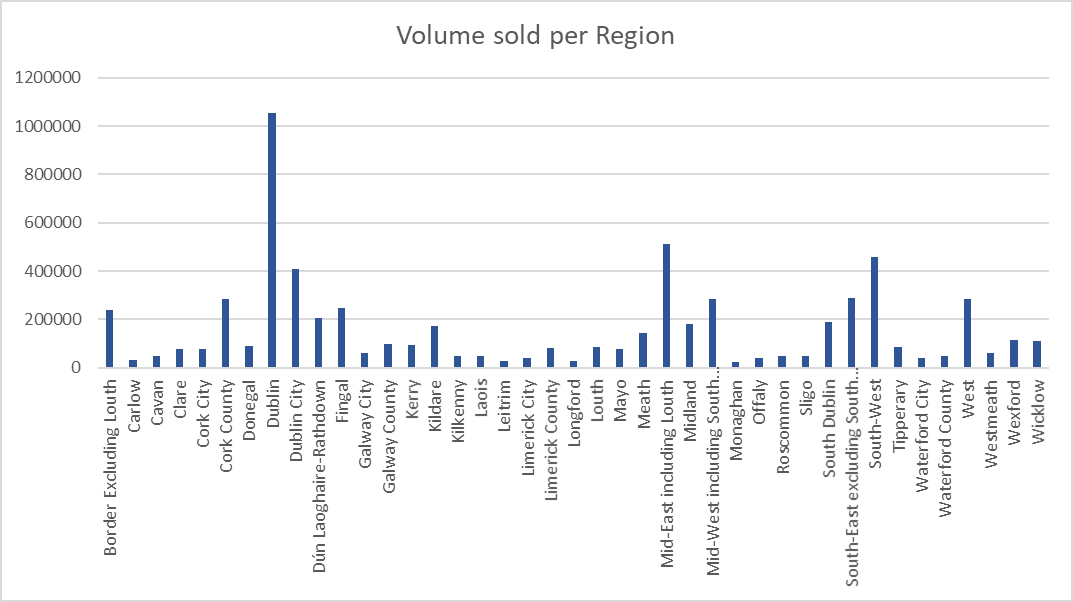 Volume sold per Region
1200000
1000000
800000
600000
400000
200000
0
Border Excluding Louth
Carlow
Cavan
Clare
Cork City
Cork County
Donegal
Dublin
Dublin City
Dún Laoghaire-Rathdown
Fingal
Galway City
Galway County
Kerry
Kildare
Kilkenny
Laois
Leitrim
Limerick City
Limerick County
Longford
Louth
Mayo
Meath
Mid-East including Louth
Midland
Mid-West including South...
Monaghan
Offaly
Roscommon
Sligo
South Dublin
South-East excluding South...
South-West
Tipperary
Waterford City
Waterford County
West
Westmeath
Wexford
Wicklow